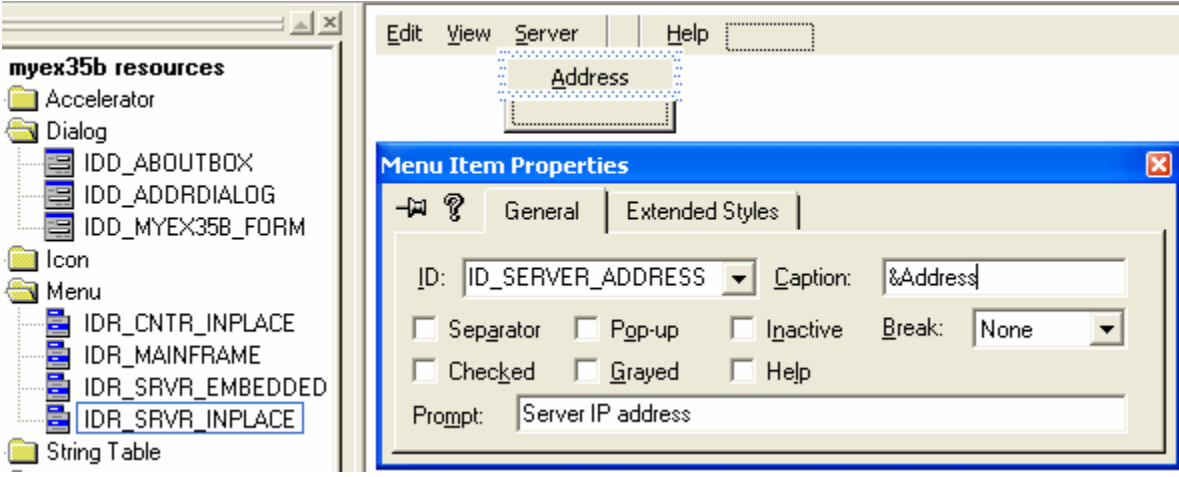 myex35b resources
Accelerator
Dialog
IDD_ABOUTBOX
IDD_ADDRDIALOG
IDD_MYEX35B_FORM
Icon
Menu
IDR_CNTR_INPLACE
IDR_MAINFRAME
IDR_SRVR_EMBEDDED
IDR_SRVR_INPLACE
String Table
Edit View Server Help
Address
Menu Item Properties
General Extended Styles
ID: ID_SERVER_ADDRESS Caption: &Address
Separator Pop-up Inactive Break: None
Checked Grayed Help
Prompt: Server IP address